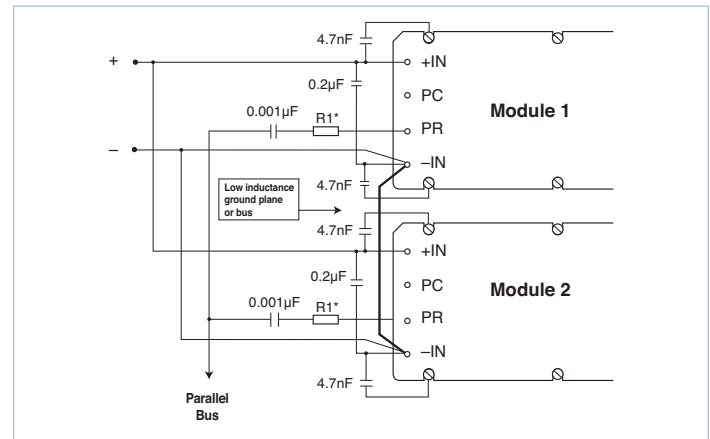 4.7nF
+
+IN
0.2µF
PC
Module 1
0.001µF
R1*
PR
–
–IN
4.7nF
Low inductance
ground plane
or bus
4.7nF
+IN
0.2µF
PC
Module 2
0.001µF
R1*
PR
–IN
4.7nF
Parallel
Bus